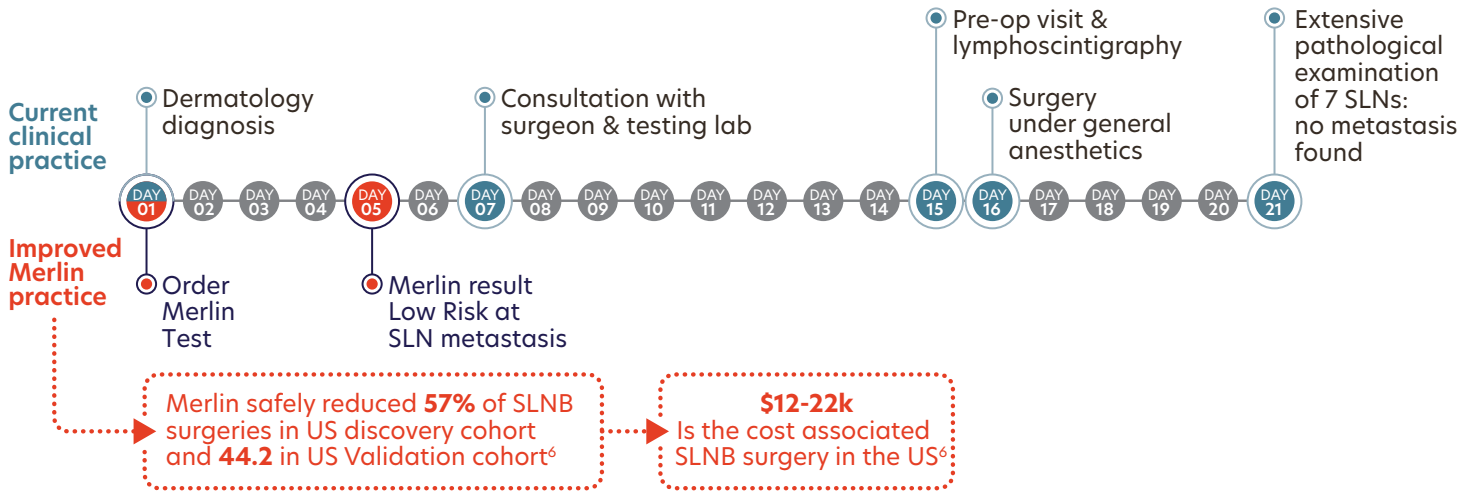 Current
clinical
practice
Dermatology
diagnosis
Consultation with
surgeon & testing lab
Pre-op visit &
lymphoscintigraphy
Surgery
under general
anesthetics
Extensive
pathological
examination
of 7 SLNs:
no metastasis
found
DAY 01
DAY 02
DAY 03
DAY 04
DAY 05
DAY 06
DAY 07
DAY 08
DAY 09
DAY 10
DAY 11
DAY 12
DAY 13
DAY 14
DAY 15
DAY 16
DAY 17
DAY 18
DAY 19
DAY 20
DAY 21
Improved
Merlin
practice
Order
Merlin
Test
Merlin result
Low Risk at
SLN metastasis
Merlin safely reduced 57% of SLNB
surgeries in US discovery cohort
and 44.2 in US Validation cohort⁶
$12-22k
Is the cost associated
SLNB surgery in the US⁶